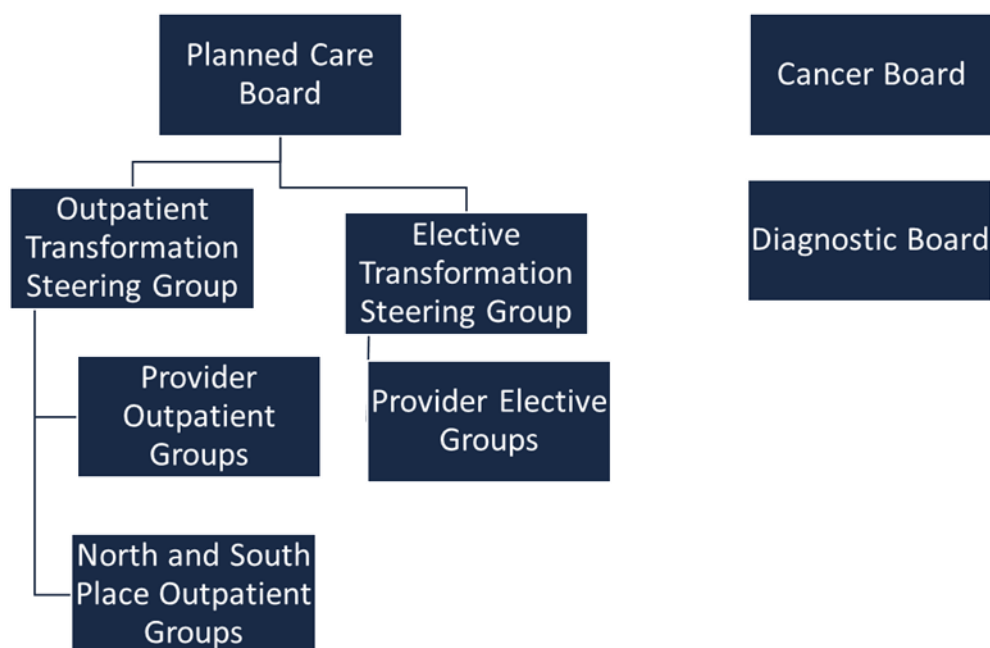 Planned Care
Board
Cancer Board
Outpatient
Transformation
Steering Group
Elective
Transformation
Steering Group
Diagnostic Board
Provider
Outpatient
Groups
Provider Elective
Groups
North and South
Place Outpatient
Groups